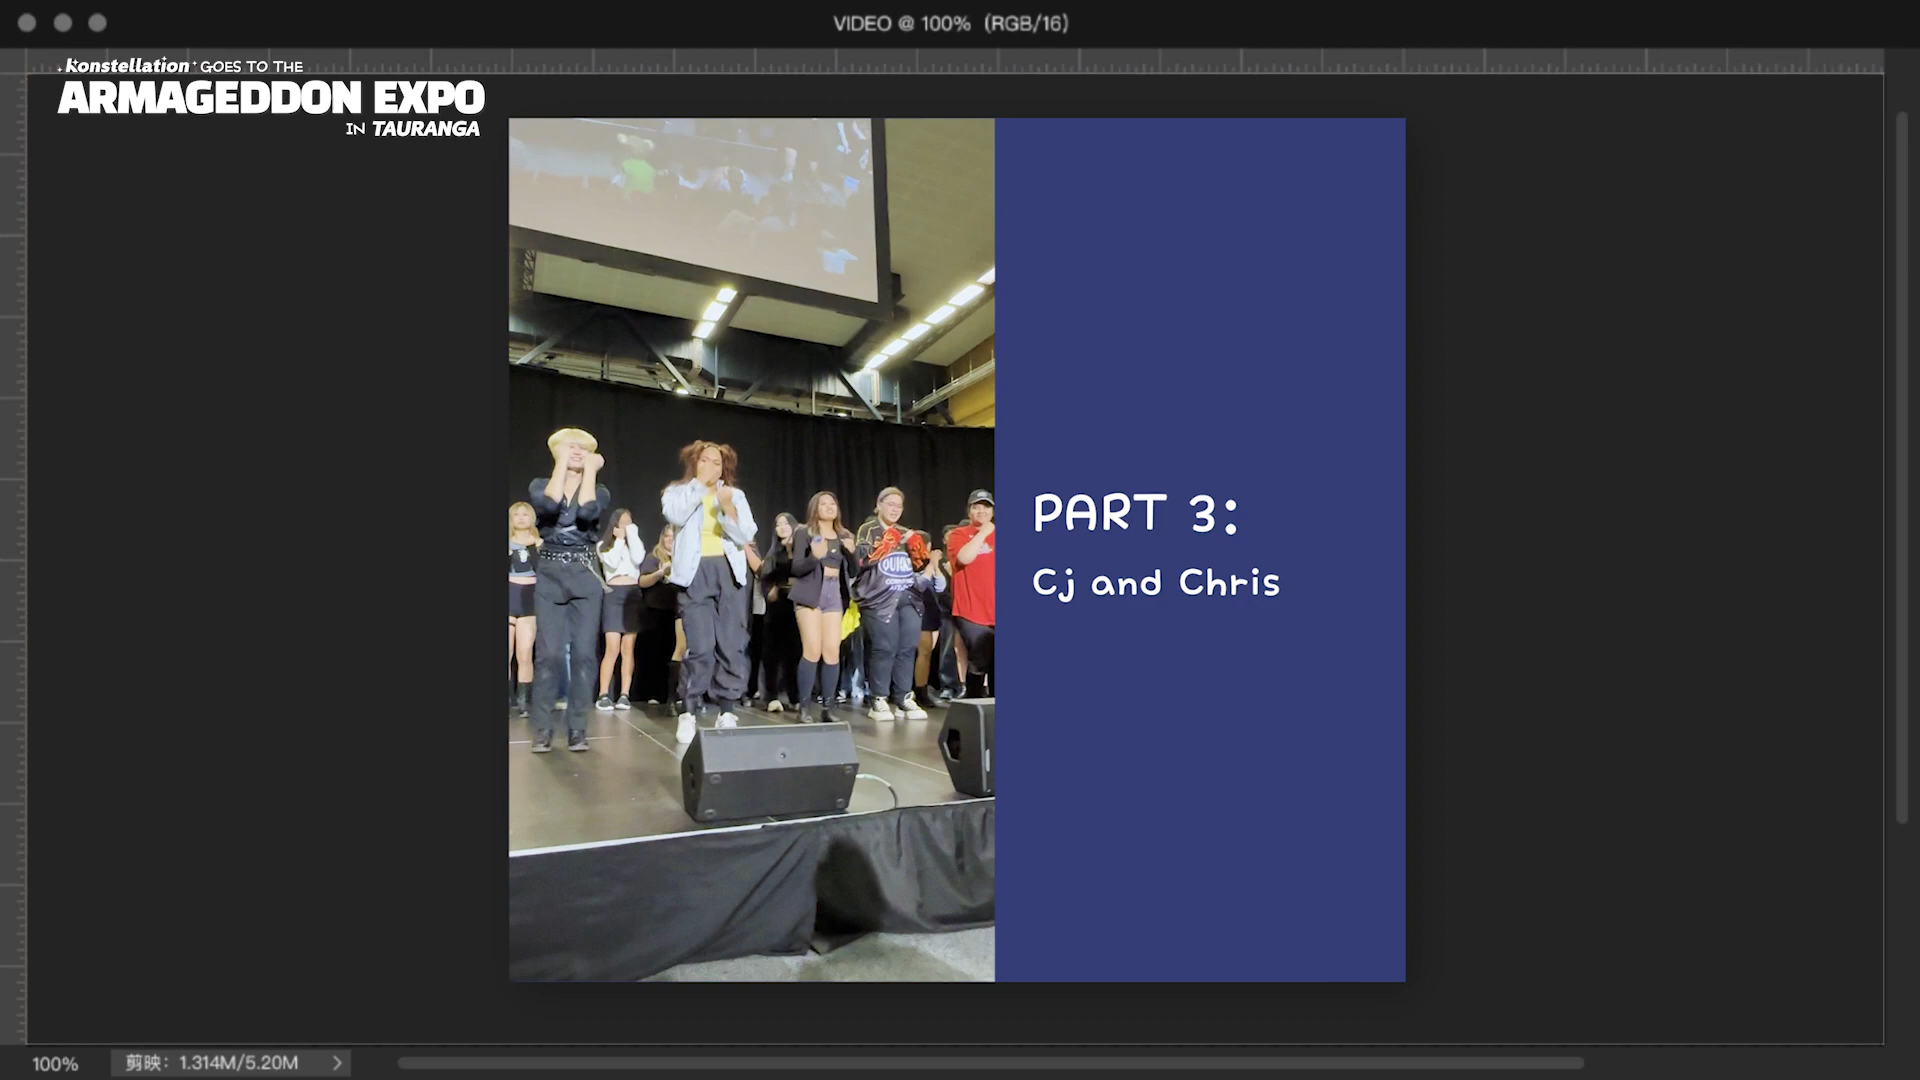 VIDEO @ 100% (RGB/16)
konstellation GOES TO THE
ARMAGEDDON EXPO
IN TAURANGA
PART 3:
Cj and Chris
100%
剪映: 1.314M/5.20M